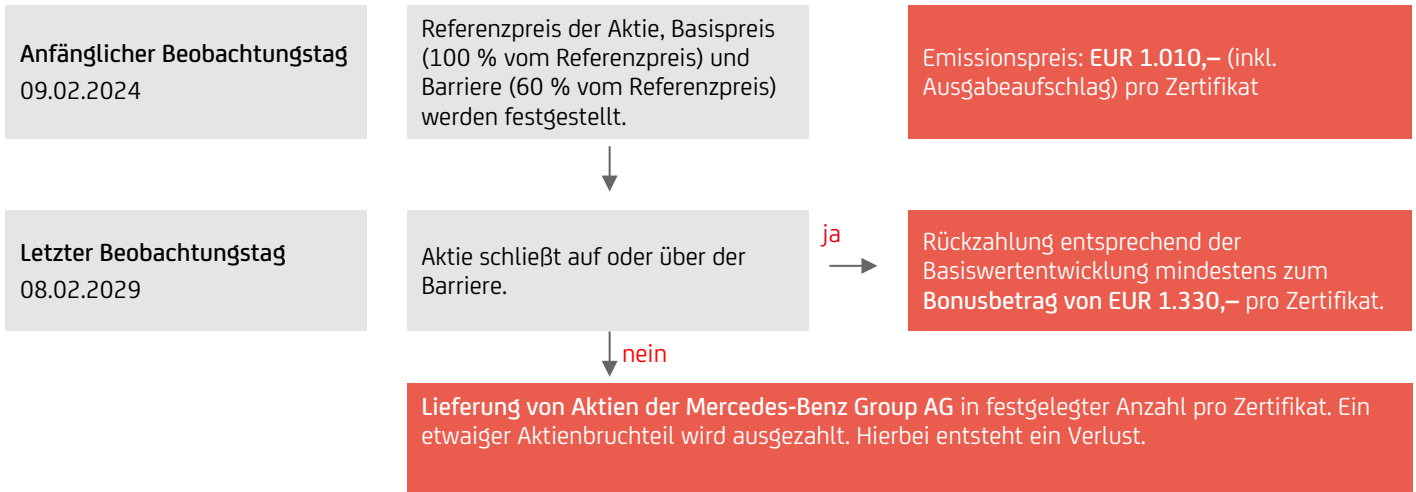 Anfänglicher Beobachtungstag
09.02.2024
Referenzpreis der Aktie, Basispreis
(100 % vom Referenzpreis) und
Barriere (60 % vom Referenzpreis)
werden festgestellt.
Emissionspreis: EUR 1.010,– (inkl.
Ausgabeaufschlag) pro Zertifikat
Letzter Beobachtungstag
08.02.2029
Aktie schließt auf oder über der
Barriere.
ja
Rückzahlung entsprechend der
Basiswertentwicklung mindestens zum
Bonusbetrag von EUR 1.330,– pro Zertifikat.
nein
Lieferung von Aktien der Mercedes-Benz Group AG in festgelegter Anzahl pro Zertifikat. Ein
etwaiger Aktienbruchteil wird ausgezahlt. Hierbei entsteht ein Verlust.